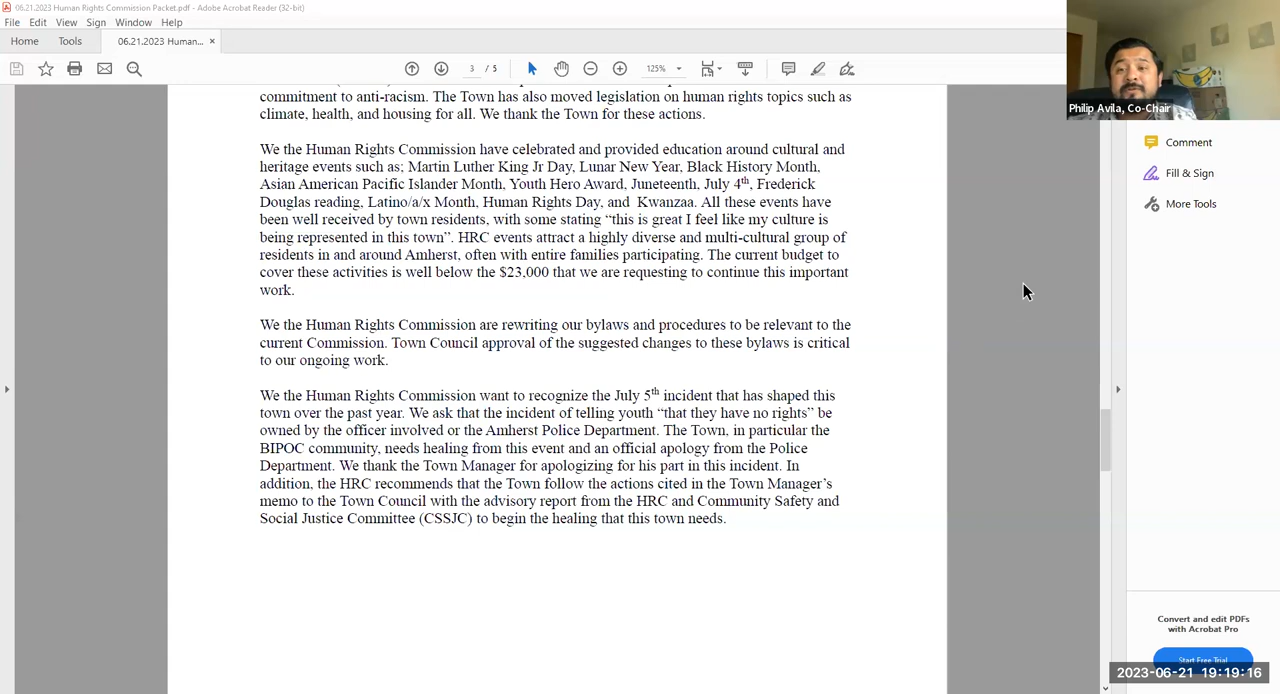 06.21.2023 Human Rights Commission Packet.pdf - Adobe Acrobat Reader (32-bit)
File Edit View Sign Window Help
Home Tools 06.21.2023 Human... ×
3 / 5 125%
Philip Avila, Co-Chair
commitment to anti-racism. The Town has also moved legislation on human rights topics such as
climate, health, and housing for all. We thank the Town for these actions.
We the Human Rights Commission have celebrated and provided education around cultural and
heritage events such as; Martin Luther King Jr Day, Lunar New Year, Black History Month,
Asian American Pacific Islander Month, Youth Hero Award, Juneteenth, July 4th, Frederick
Douglas reading, Latino/a/x Month, Human Rights Day, and Kwanzaa. All these events have
been well received by town residents, with some stating “this is great I feel like my culture is
being represented in this town”. HRC events attract a highly diverse and multi-cultural group of
residents in and around Amherst, often with entire families participating. The current budget to
cover these activities is well below the $23,000 that we are requesting to continue this important
work.
We the Human Rights Commission are rewriting our bylaws and procedures to be relevant to the
current Commission. Town Council approval of the suggested changes to these bylaws is critical
to our ongoing work.
We the Human Rights Commission want to recognize the July 5th incident that has shaped this
town over the past year. We ask that the incident of telling youth “that they have no rights” be
owned by the officer involved or the Amherst Police Department. The Town, in particular the
BIPOC community, needs healing from this event and an official apology from the Police
Department. We thank the Town Manager for apologizing for his part in this incident. In
addition, the HRC recommends that the Town follow the actions cited in the Town Manager’s
memo to the Town Council with the advisory report from the HRC and Community Safety and
Social Justice Committee (CSSJC) to begin the healing that this town needs.
Comment
Fill & Sign
More Tools
Convert and edit PDFs
with Acrobat Pro
Start Free Trial
2023-06-21 19:19:16